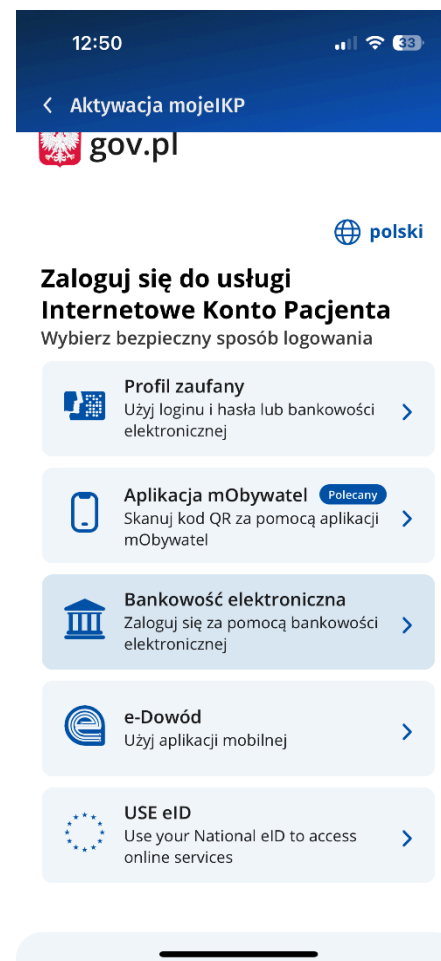 12:50
33
Aktywacja mojeIKP
gov.pl
polski
Zaloguj się do usługi
Internetowe Konto Pacjenta
Wybierz bezpieczny sposób logowania
Profil zaufany
Użyj loginu i hasła lub bankowości
elektronicznej
Aplikacja mObywatel Polecany
Skanuj kod QR za pomocą aplikacji
mObywatel
Bankowość elektroniczna
Zaloguj się za pomocą bankowości
elektronicznej
e-Dowód
Użyj aplikacji mobilnej
USE eID
Use your National eID to access
online services